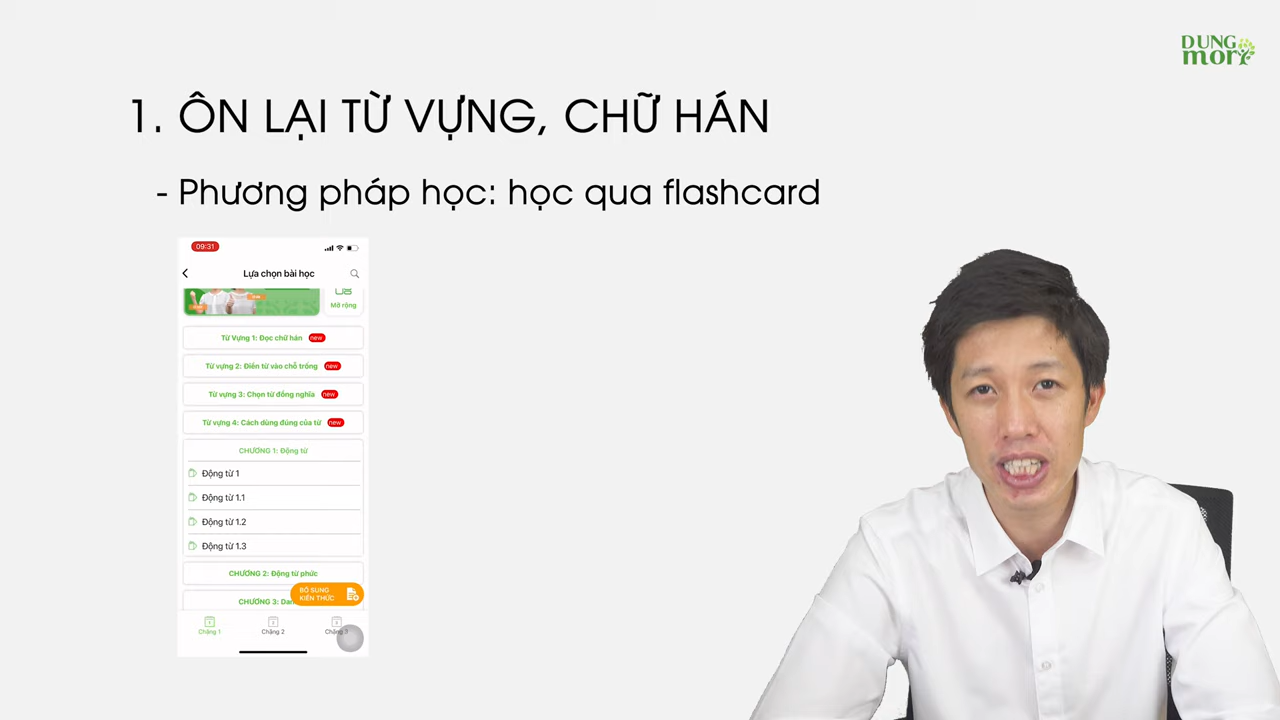 DUNG
mori
1. ÔN LẠI TỪ VỰNG, CHỮ HÁN
- Phương pháp học: học qua flashcard
09:31
Lựa chọn bài học
Mở rộng
Từ Vựng 1: Đọc chữ hán new
Từ vựng 2: Điền từ vào chỗ trống new
Từ vựng 3: Chọn từ đồng nghĩa new
Từ vựng 4: Cách dùng đúng của từ new
CHƯƠNG 1: Động từ
Động từ 1
Động từ 1.1
Động từ 1.2
Động từ 1.3
CHƯƠNG 2: Động từ phức
BỔ SUNG
KIẾN THỨC
CHƯƠNG 3: Dan
Chặng 1
Chặng 2
Chặng